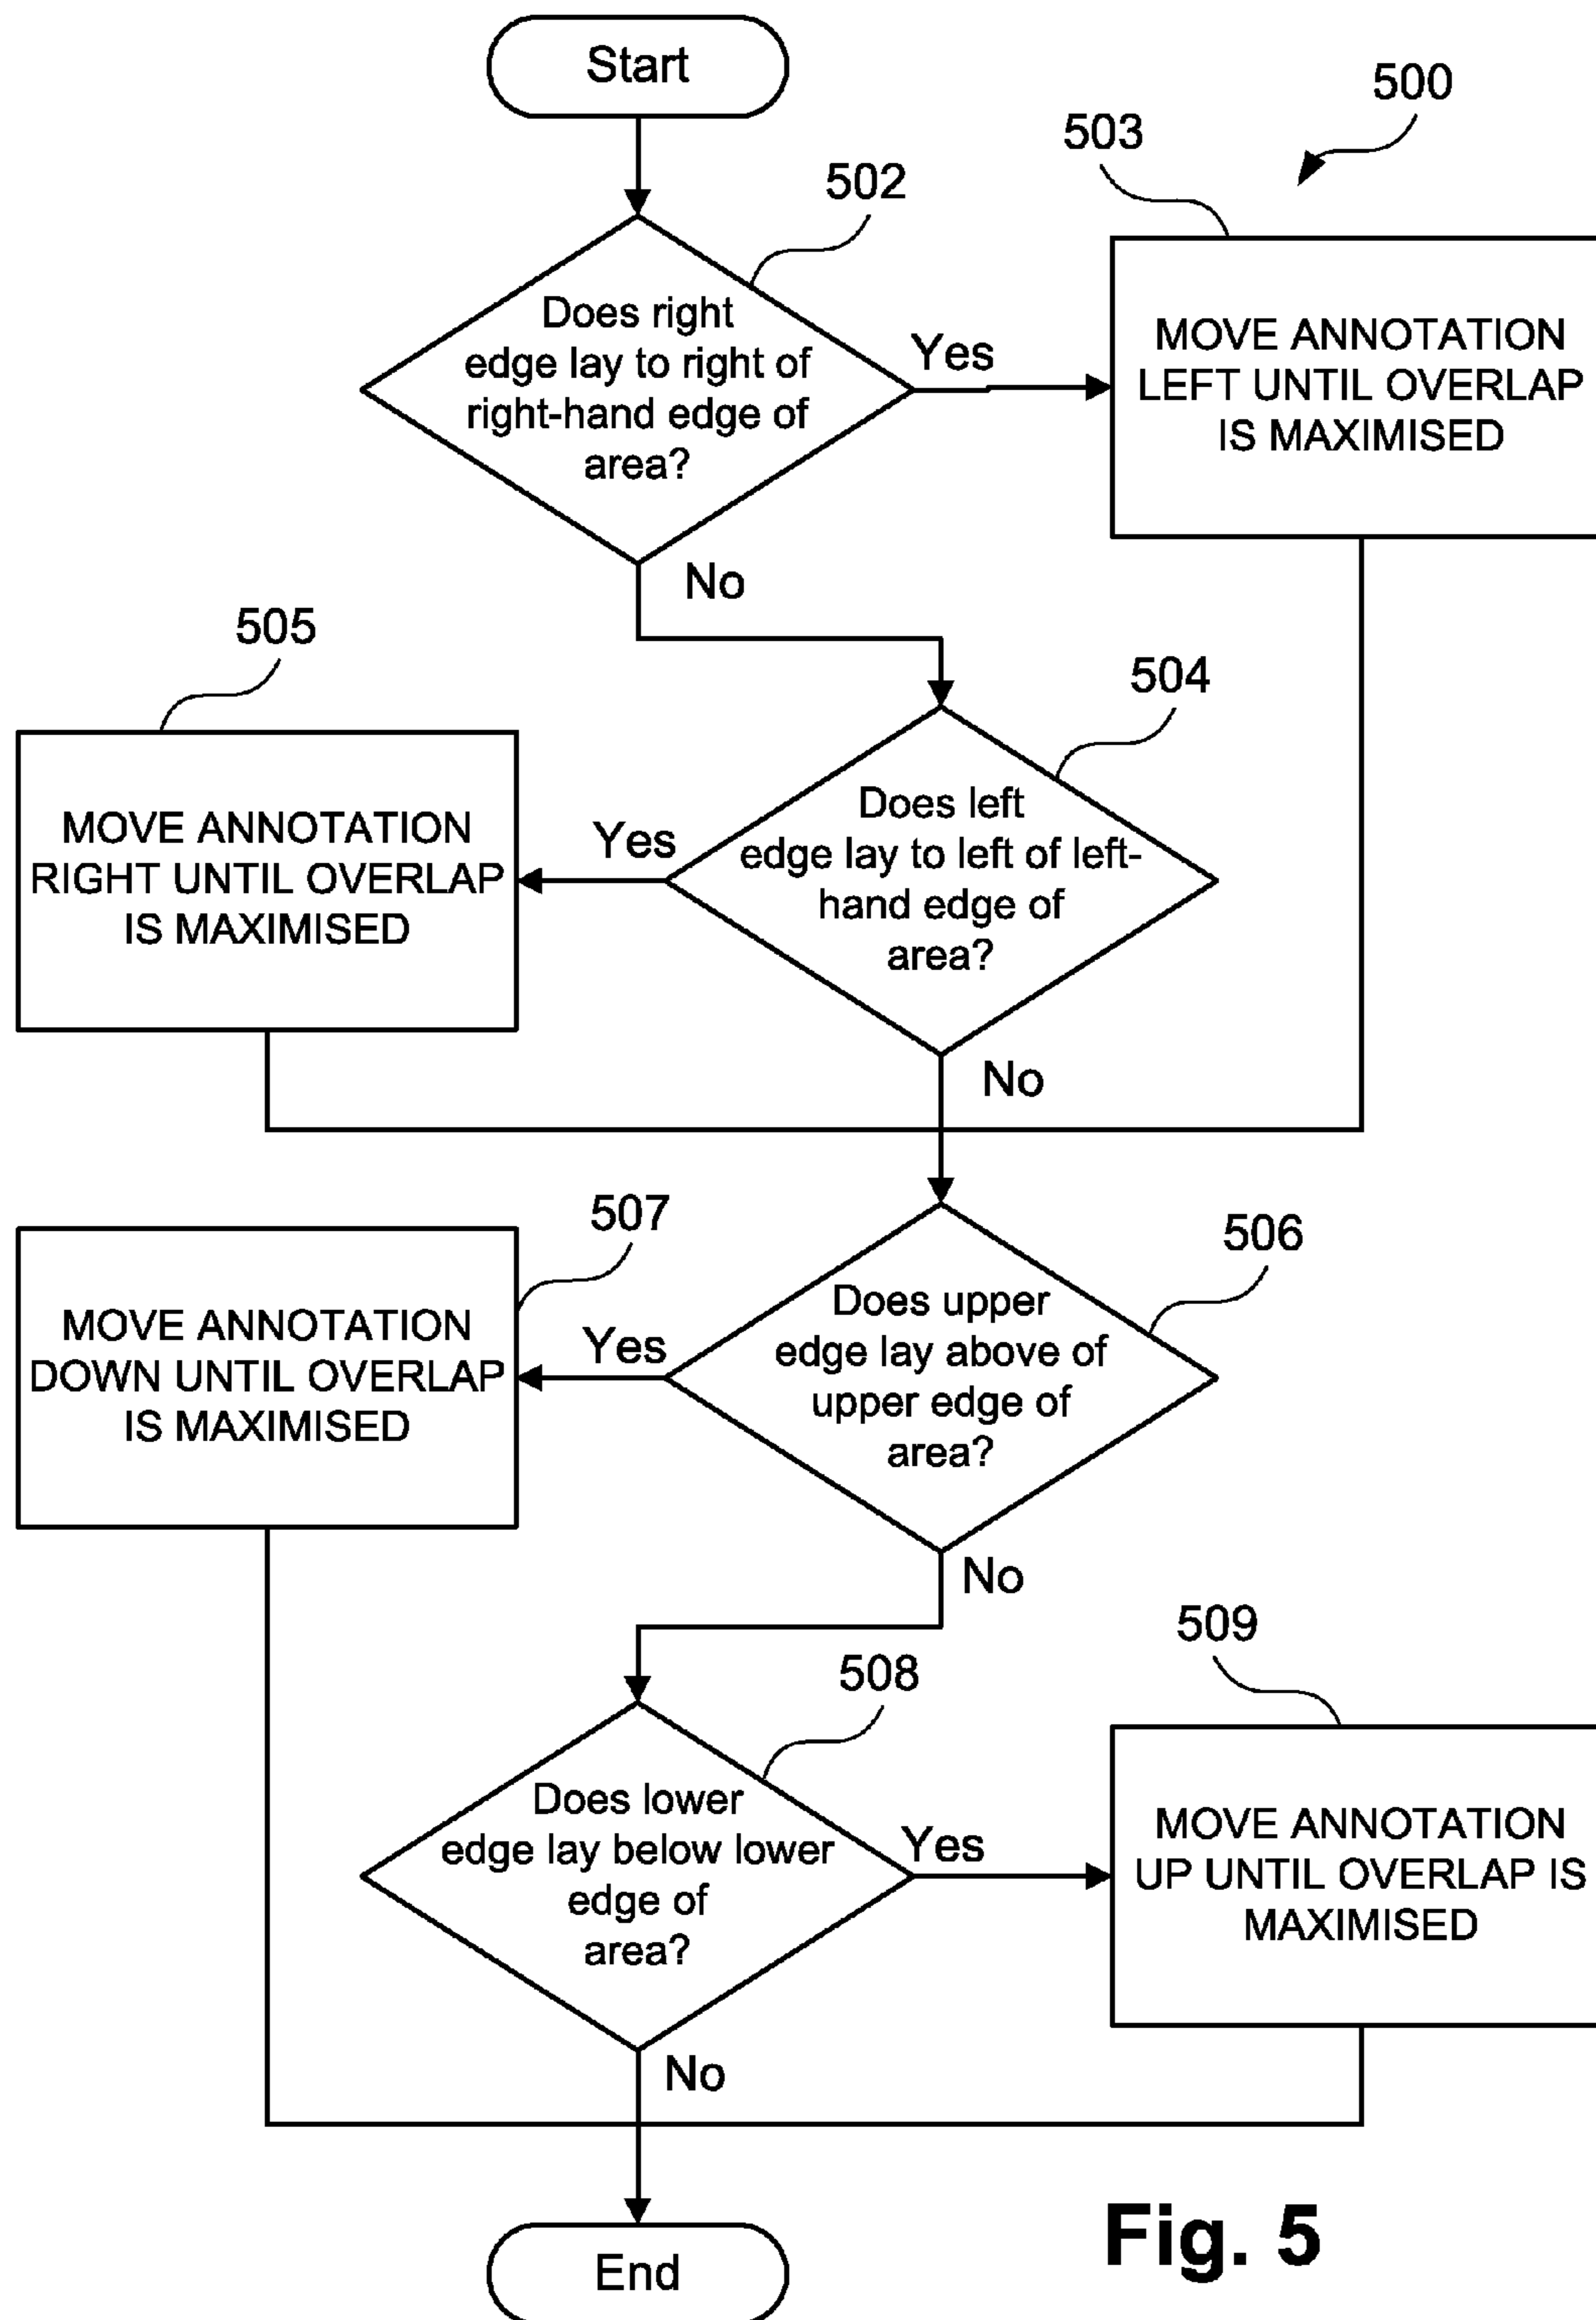 Start
500
503
502
Does right
edge lay to right of
right-hand edge of
area?
Yes
MOVE ANNOTATION
LEFT UNTIL OVERLAP
IS MAXIMISED
No
505
504
MOVE ANNOTATION
RIGHT UNTIL OVERLAP
IS MAXIMISED
Yes
Does left
edge lay to left of left-
hand edge of
area?
No
507
506
MOVE ANNOTATION
DOWN UNTIL OVERLAP
IS MAXIMISED
Yes
Does upper
edge lay above of
upper edge of
area?
No
509
508
Does lower
edge lay below lower
edge of
area?
Yes
MOVE ANNOTATION
UP UNTIL OVERLAP IS
MAXIMISED
No
End
Fig. 5